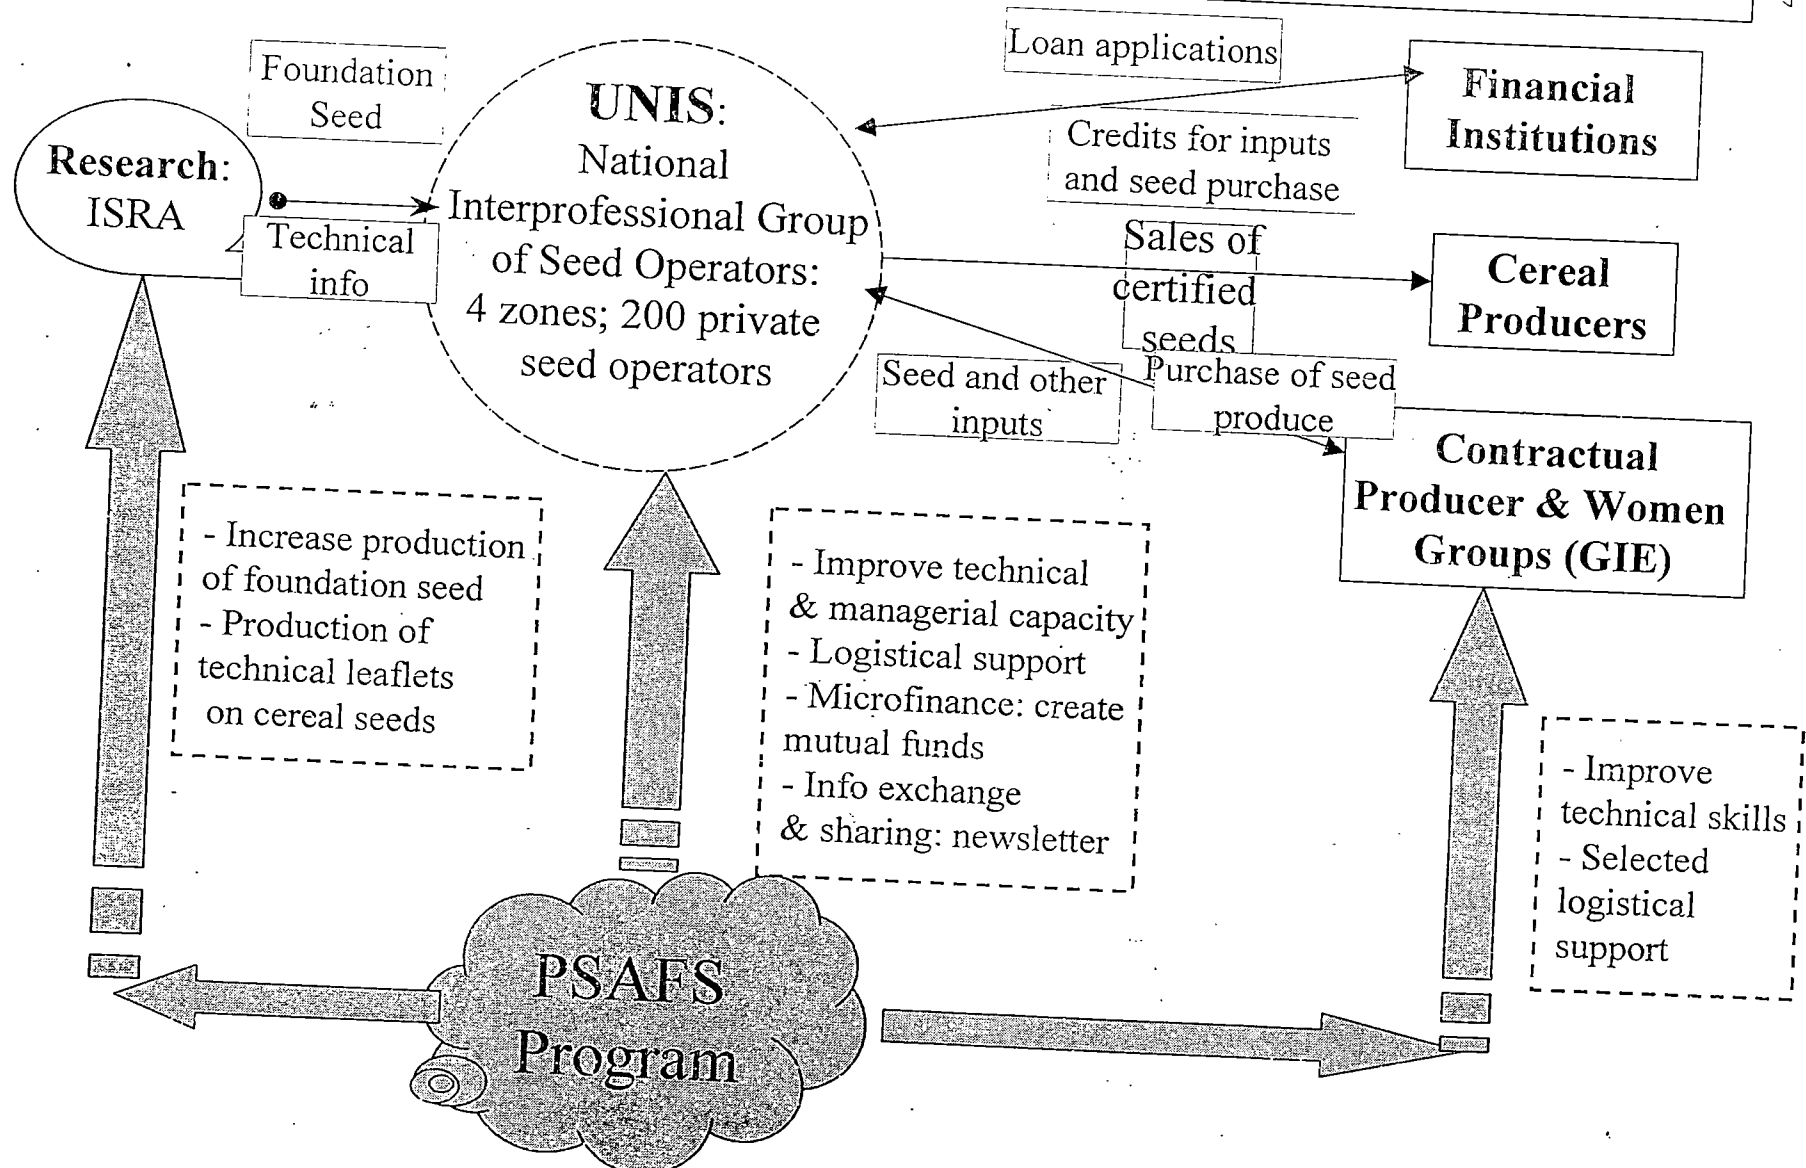 Foundation
Seed
Research:
ISRA
Technical
info
UNIS:
National
Interprofessional Group
of Seed Operators:
4 zones; 200 private
seed operators
Loan applications
Credits for inputs
and seed purchase
Financial
Institutions
Sales of
certified
seeds
Cereal
Producers
Seed and other
inputs
Purchase of seed
produce
Contractual
Producer & Women
Groups (GIE)
- Increase production
of foundation seed
- Production of
technical leaflets
on cereal seeds
- Improve technical
& managerial capacity
- Logistical support
- Microfinance: create
mutual funds
- Info exchange
& sharing: newsletter
- Improve
technical skills
- Selected
logistical
support
PSAFS
Program